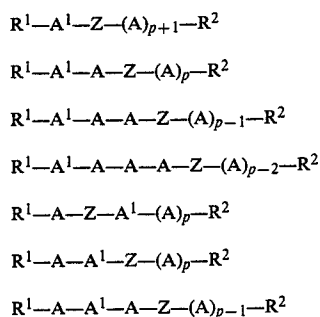 R¹—A¹—Z—(A)ₚ₊₁—R²
R¹—A¹—A—Z—(A)ₚ—R²
R¹—A¹—A—A—Z—(A)ₚ₋₁—R²
R¹—A¹—A—A—A—Z—(A)ₚ₋₂—R²
R¹—A—Z—A¹—(A)ₚ—R²
R¹—A—A¹—Z—(A)ₚ—R²
R¹—A—A¹—A—Z—(A)ₚ₋₁—R²